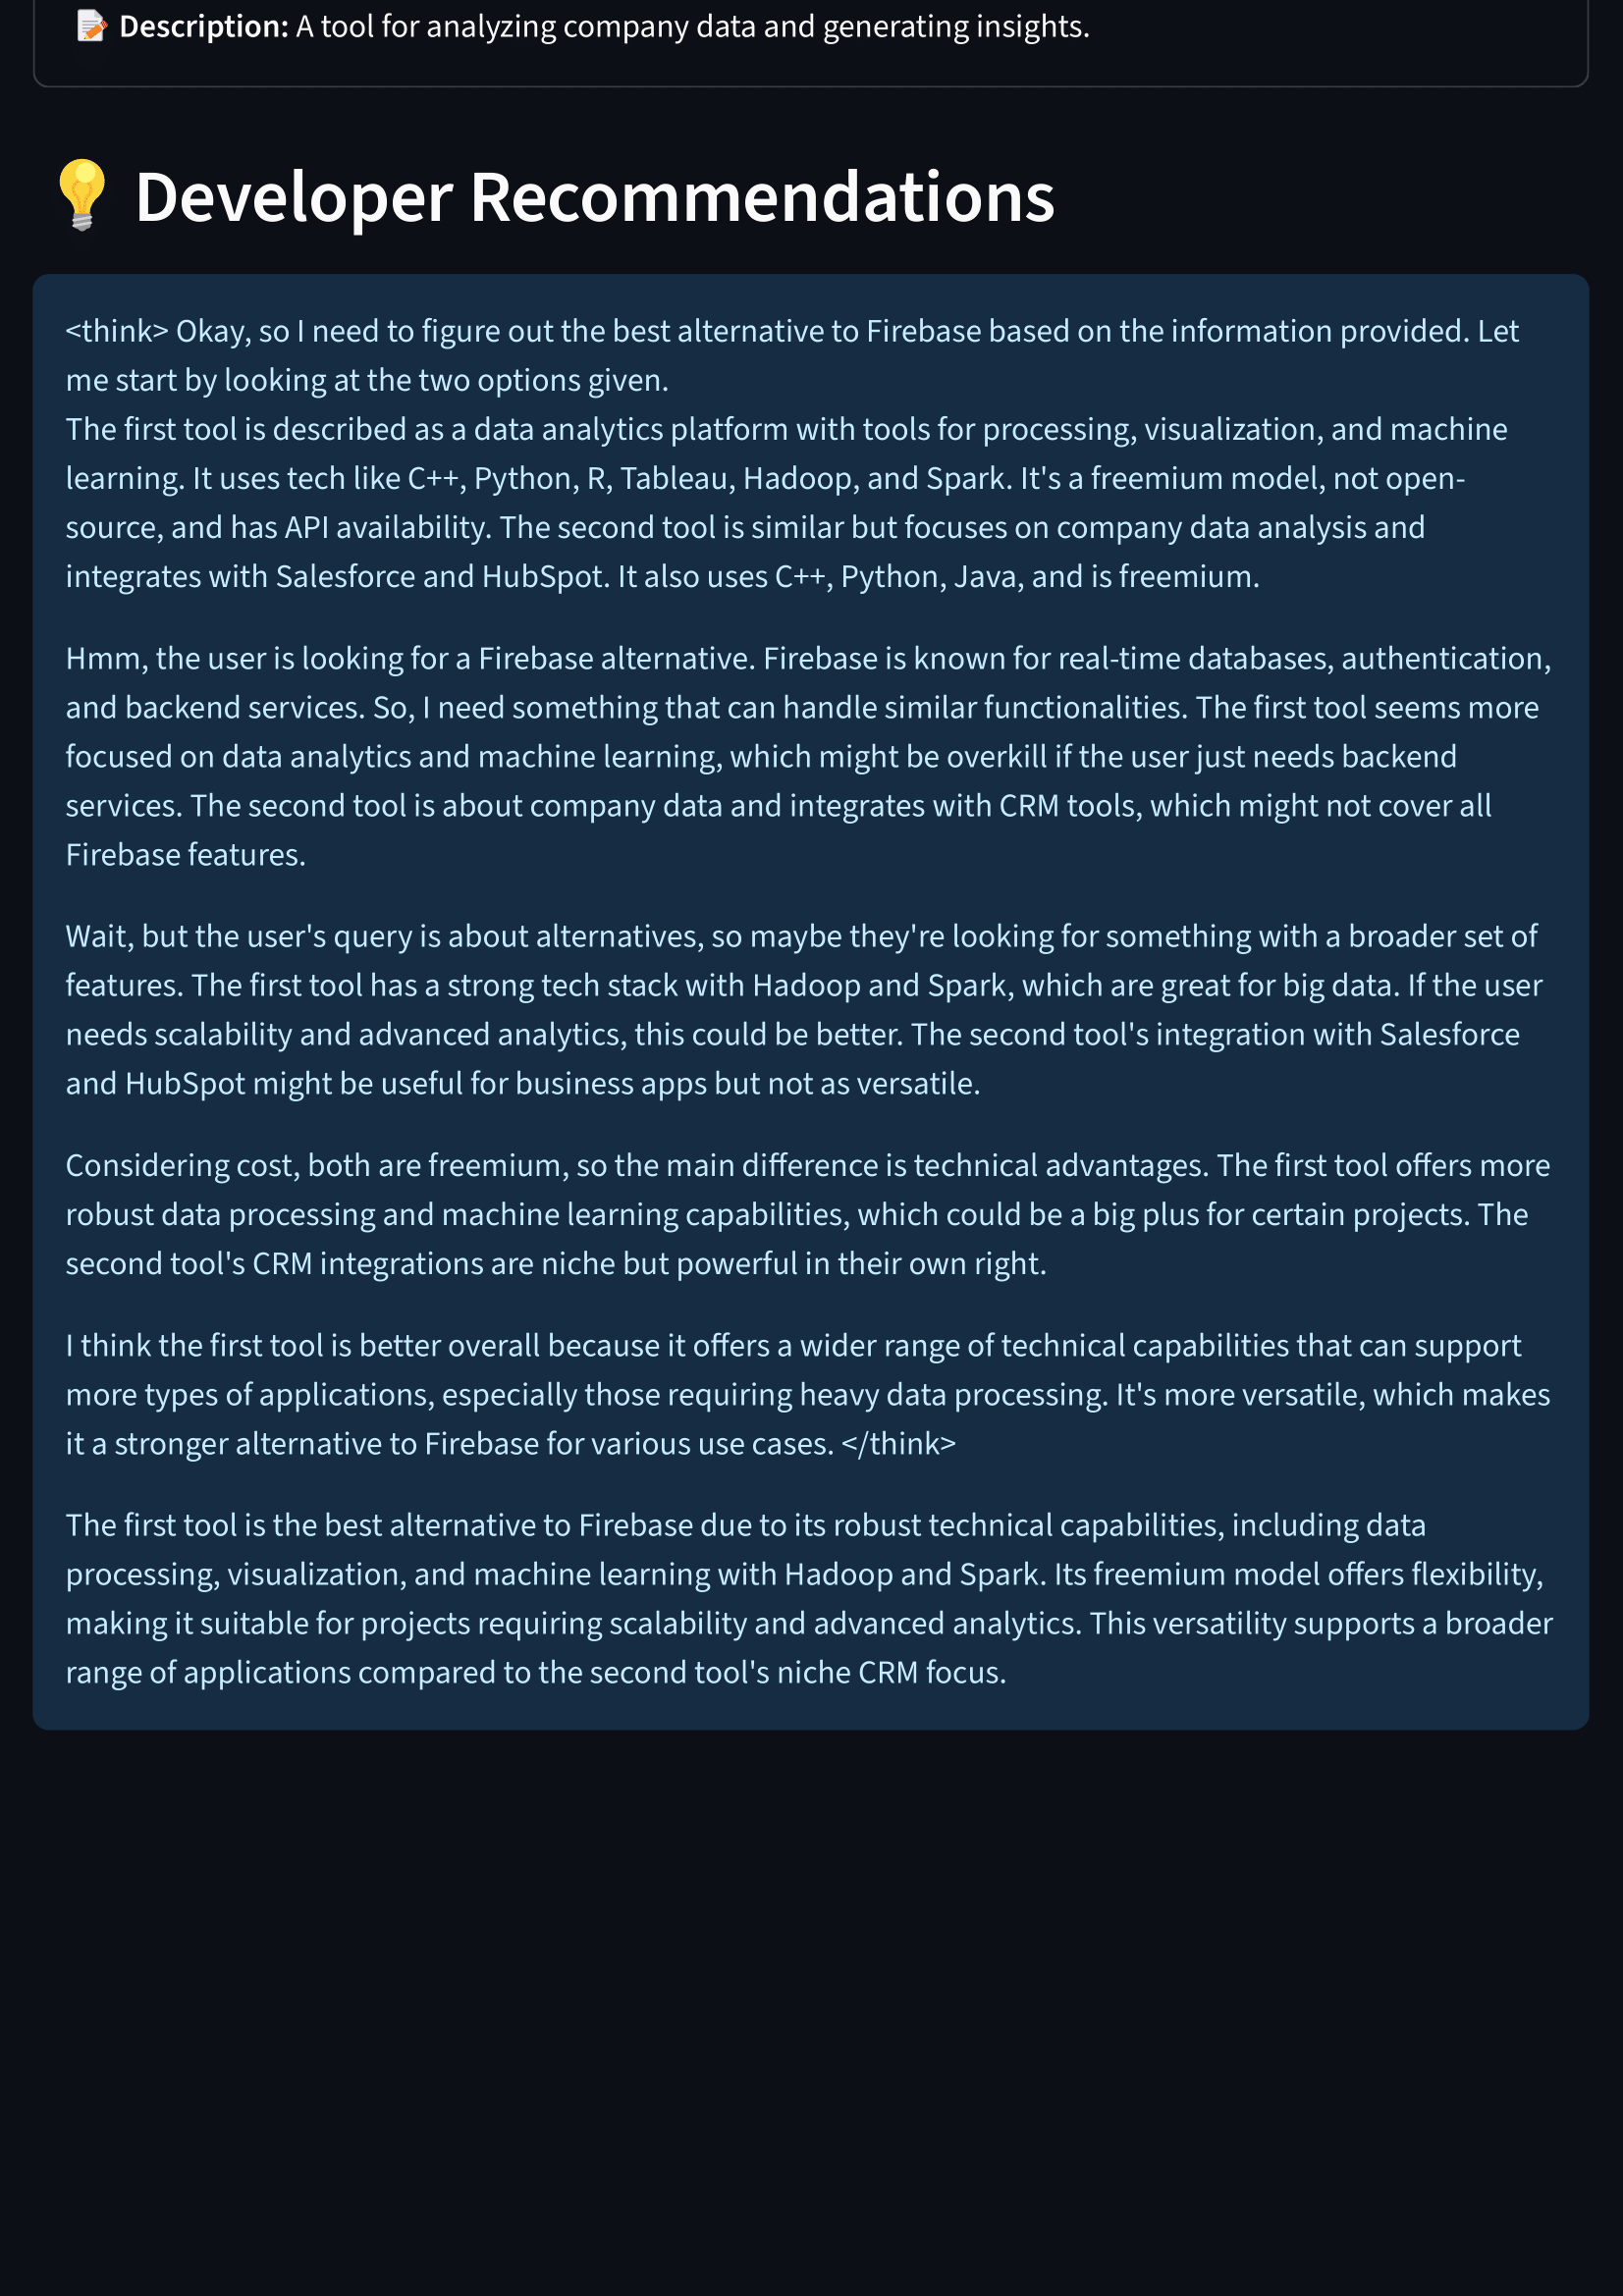 📝 Description: A tool for analyzing company data and generating insights.
💡 Developer Recommendations
<think> Okay, so I need to figure out the best alternative to Firebase based on the information provided. Let
me start by looking at the two options given.
The first tool is described as a data analytics platform with tools for processing, visualization, and machine
learning. It uses tech like C++, Python, R, Tableau, Hadoop, and Spark. It's a freemium model, not open-
source, and has API availability. The second tool is similar but focuses on company data analysis and
integrates with Salesforce and HubSpot. It also uses C++, Python, Java, and is freemium.
Hmm, the user is looking for a Firebase alternative. Firebase is known for real-time databases, authentication,
and backend services. So, I need something that can handle similar functionalities. The first tool seems more
focused on data analytics and machine learning, which might be overkill if the user just needs backend
services. The second tool is about company data and integrates with CRM tools, which might not cover all
Firebase features.
Wait, but the user's query is about alternatives, so maybe they're looking for something with a broader set of
features. The first tool has a strong tech stack with Hadoop and Spark, which are great for big data. If the user
needs scalability and advanced analytics, this could be better. The second tool's integration with Salesforce
and HubSpot might be useful for business apps but not as versatile.
Considering cost, both are freemium, so the main difference is technical advantages. The first tool offers more
robust data processing and machine learning capabilities, which could be a big plus for certain projects. The
second tool's CRM integrations are niche but powerful in their own right.
I think the first tool is better overall because it offers a wider range of technical capabilities that can support
more types of applications, especially those requiring heavy data processing. It's more versatile, which makes
it a stronger alternative to Firebase for various use cases. </think>
The first tool is the best alternative to Firebase due to its robust technical capabilities, including data
processing, visualization, and machine learning with Hadoop and Spark. Its freemium model offers flexibility,
making it suitable for projects requiring scalability and advanced analytics. This versatility supports a broader
range of applications compared to the second tool's niche CRM focus.